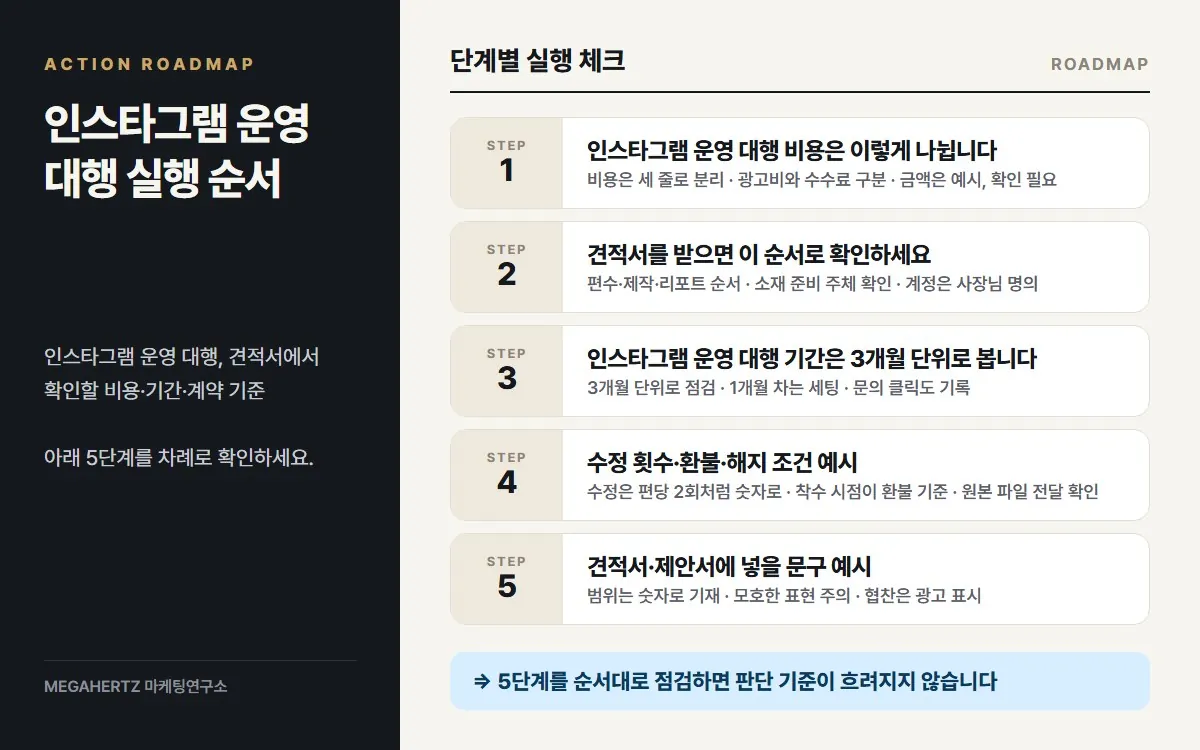 ACTION ROADMAP
인스타그램 운영
대행 실행 순서
인스타그램 운영 대행, 견적서에서
확인할 비용·기간·계약 기준
아래 5단계를 차례로 확인하세요.
MEGAHERTZ 마케팅연구소
단계별 실행 체크
ROADMAP
STEP
1
인스타그램 운영 대행 비용은 이렇게 나뉩니다
비용은 세 줄로 분리 · 광고비와 수수료 구분 · 금액은 예시, 확인 필요
STEP
2
견적서를 받으면 이 순서로 확인하세요
편수·제작·리포트 순서 · 소재 준비 주체 확인 · 계정은 사장님 명의
STEP
3
인스타그램 운영 대행 기간은 3개월 단위로 봅니다
3개월 단위로 점검 · 1개월 차는 세팅 · 문의 클릭도 기록
STEP
4
수정 횟수·환불·해지 조건 예시
수정은 편당 2회처럼 숫자로 · 착수 시점이 환불 기준 · 원본 파일 전달 확인
STEP
5
견적서·제안서에 넣을 문구 예시
범위는 숫자로 기재 · 모호한 표현 주의 · 협찬은 광고 표시
→ 5단계를 순서대로 점검하면 판단 기준이 흐려지지 않습니다